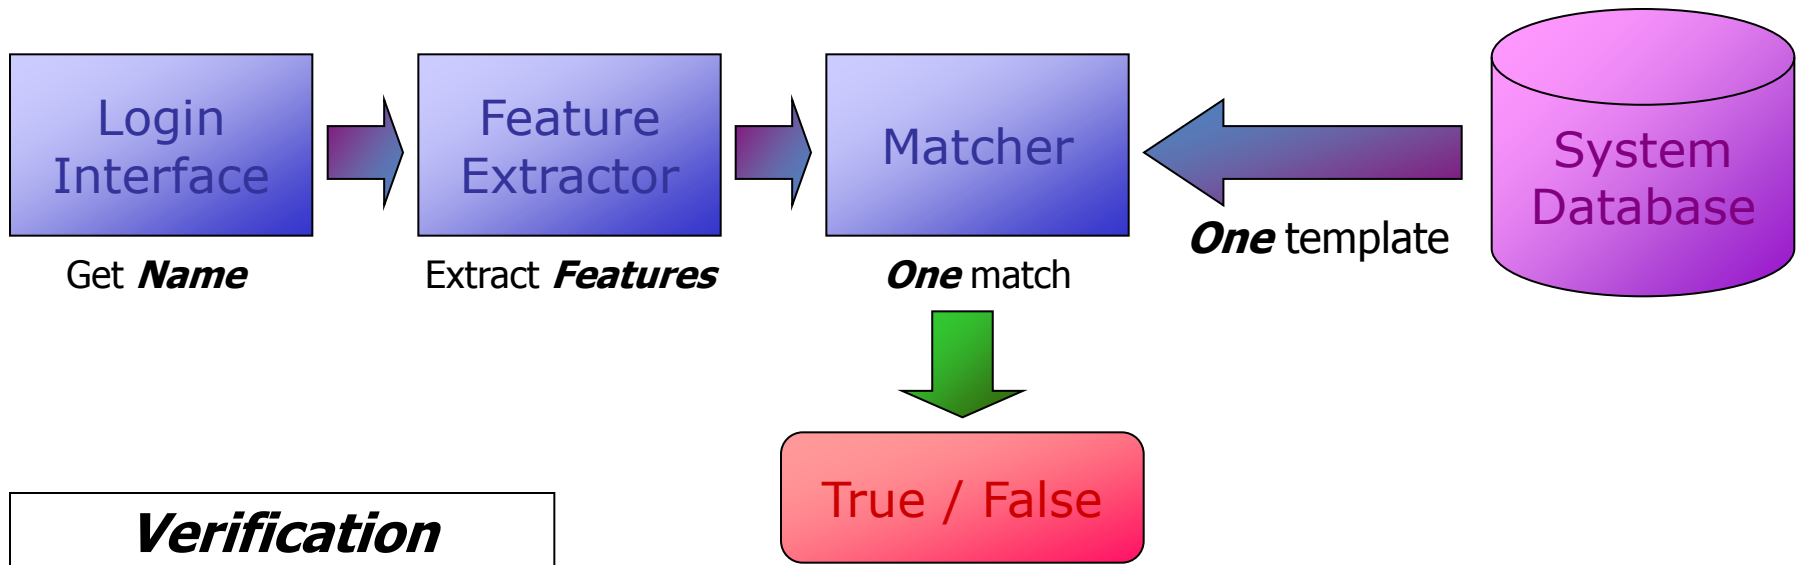 Login
Interface
Get Name
Feature
Extractor
Extract Features
Matcher
One match
One template
System
Database
True / False
Verification